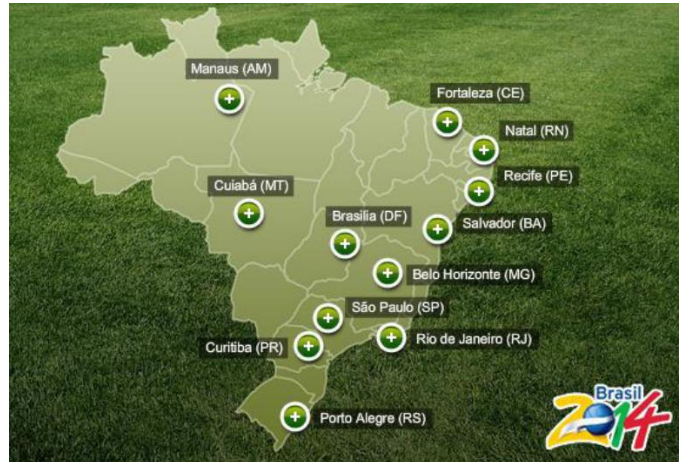 Manaus (AM)
Fortaleza (CE)
Natal (RN)
Recife (PE)
Cuiabá (MT)
Brasilia (DF)
Salvador (BA)
Belo Horizonte (MG)
São Paulo (SP)
Rio de Janeiro (RJ)
Curitiba (PR)
Porto Alegre (RS)
Brasil
2014